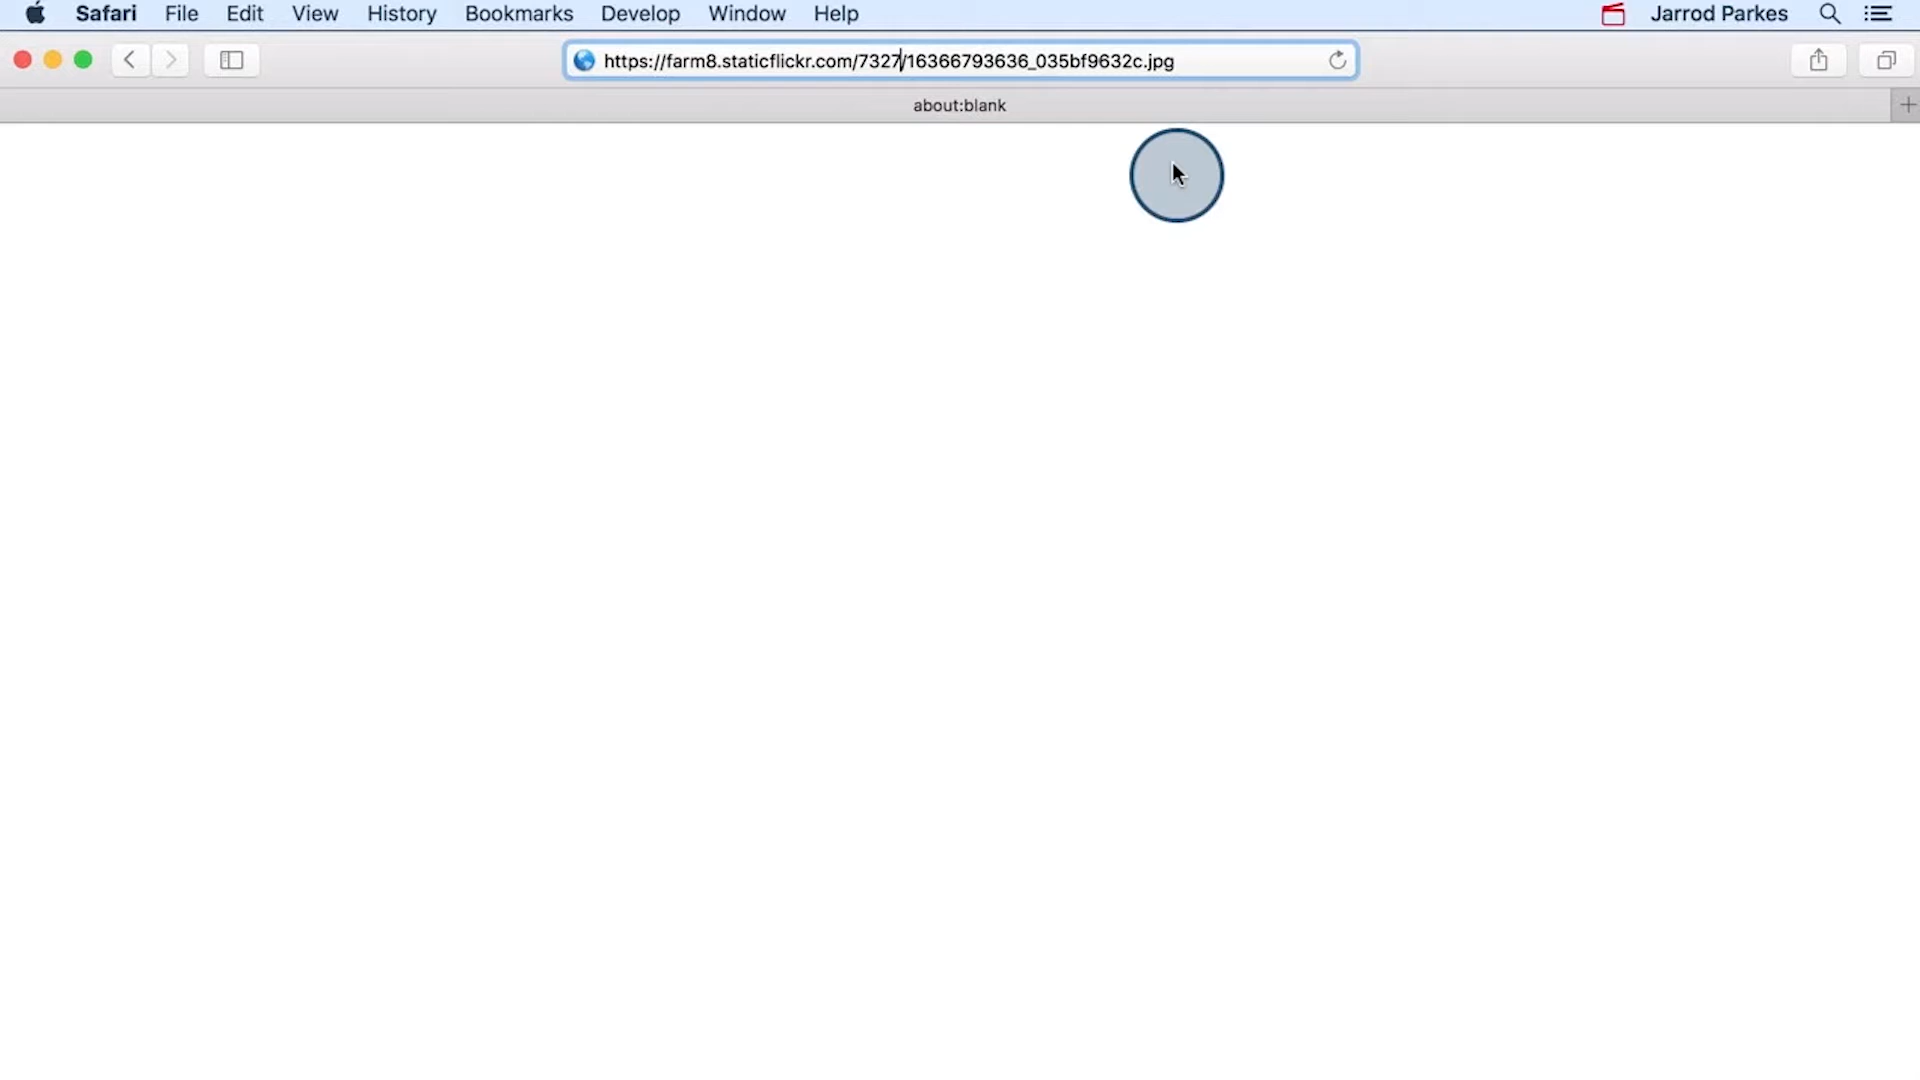 Safari File Edit View History Bookmarks Develop Window Help Jarrod Parkes
https://farm8.staticflickr.com/7327/16366793636_035bf9632c.jpg
about:blank